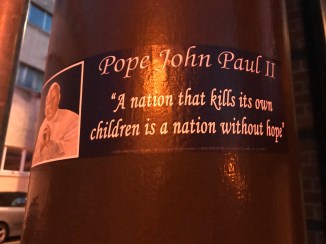 Pope John Paul II
"A nation that kills its own
children is a nation without hope"